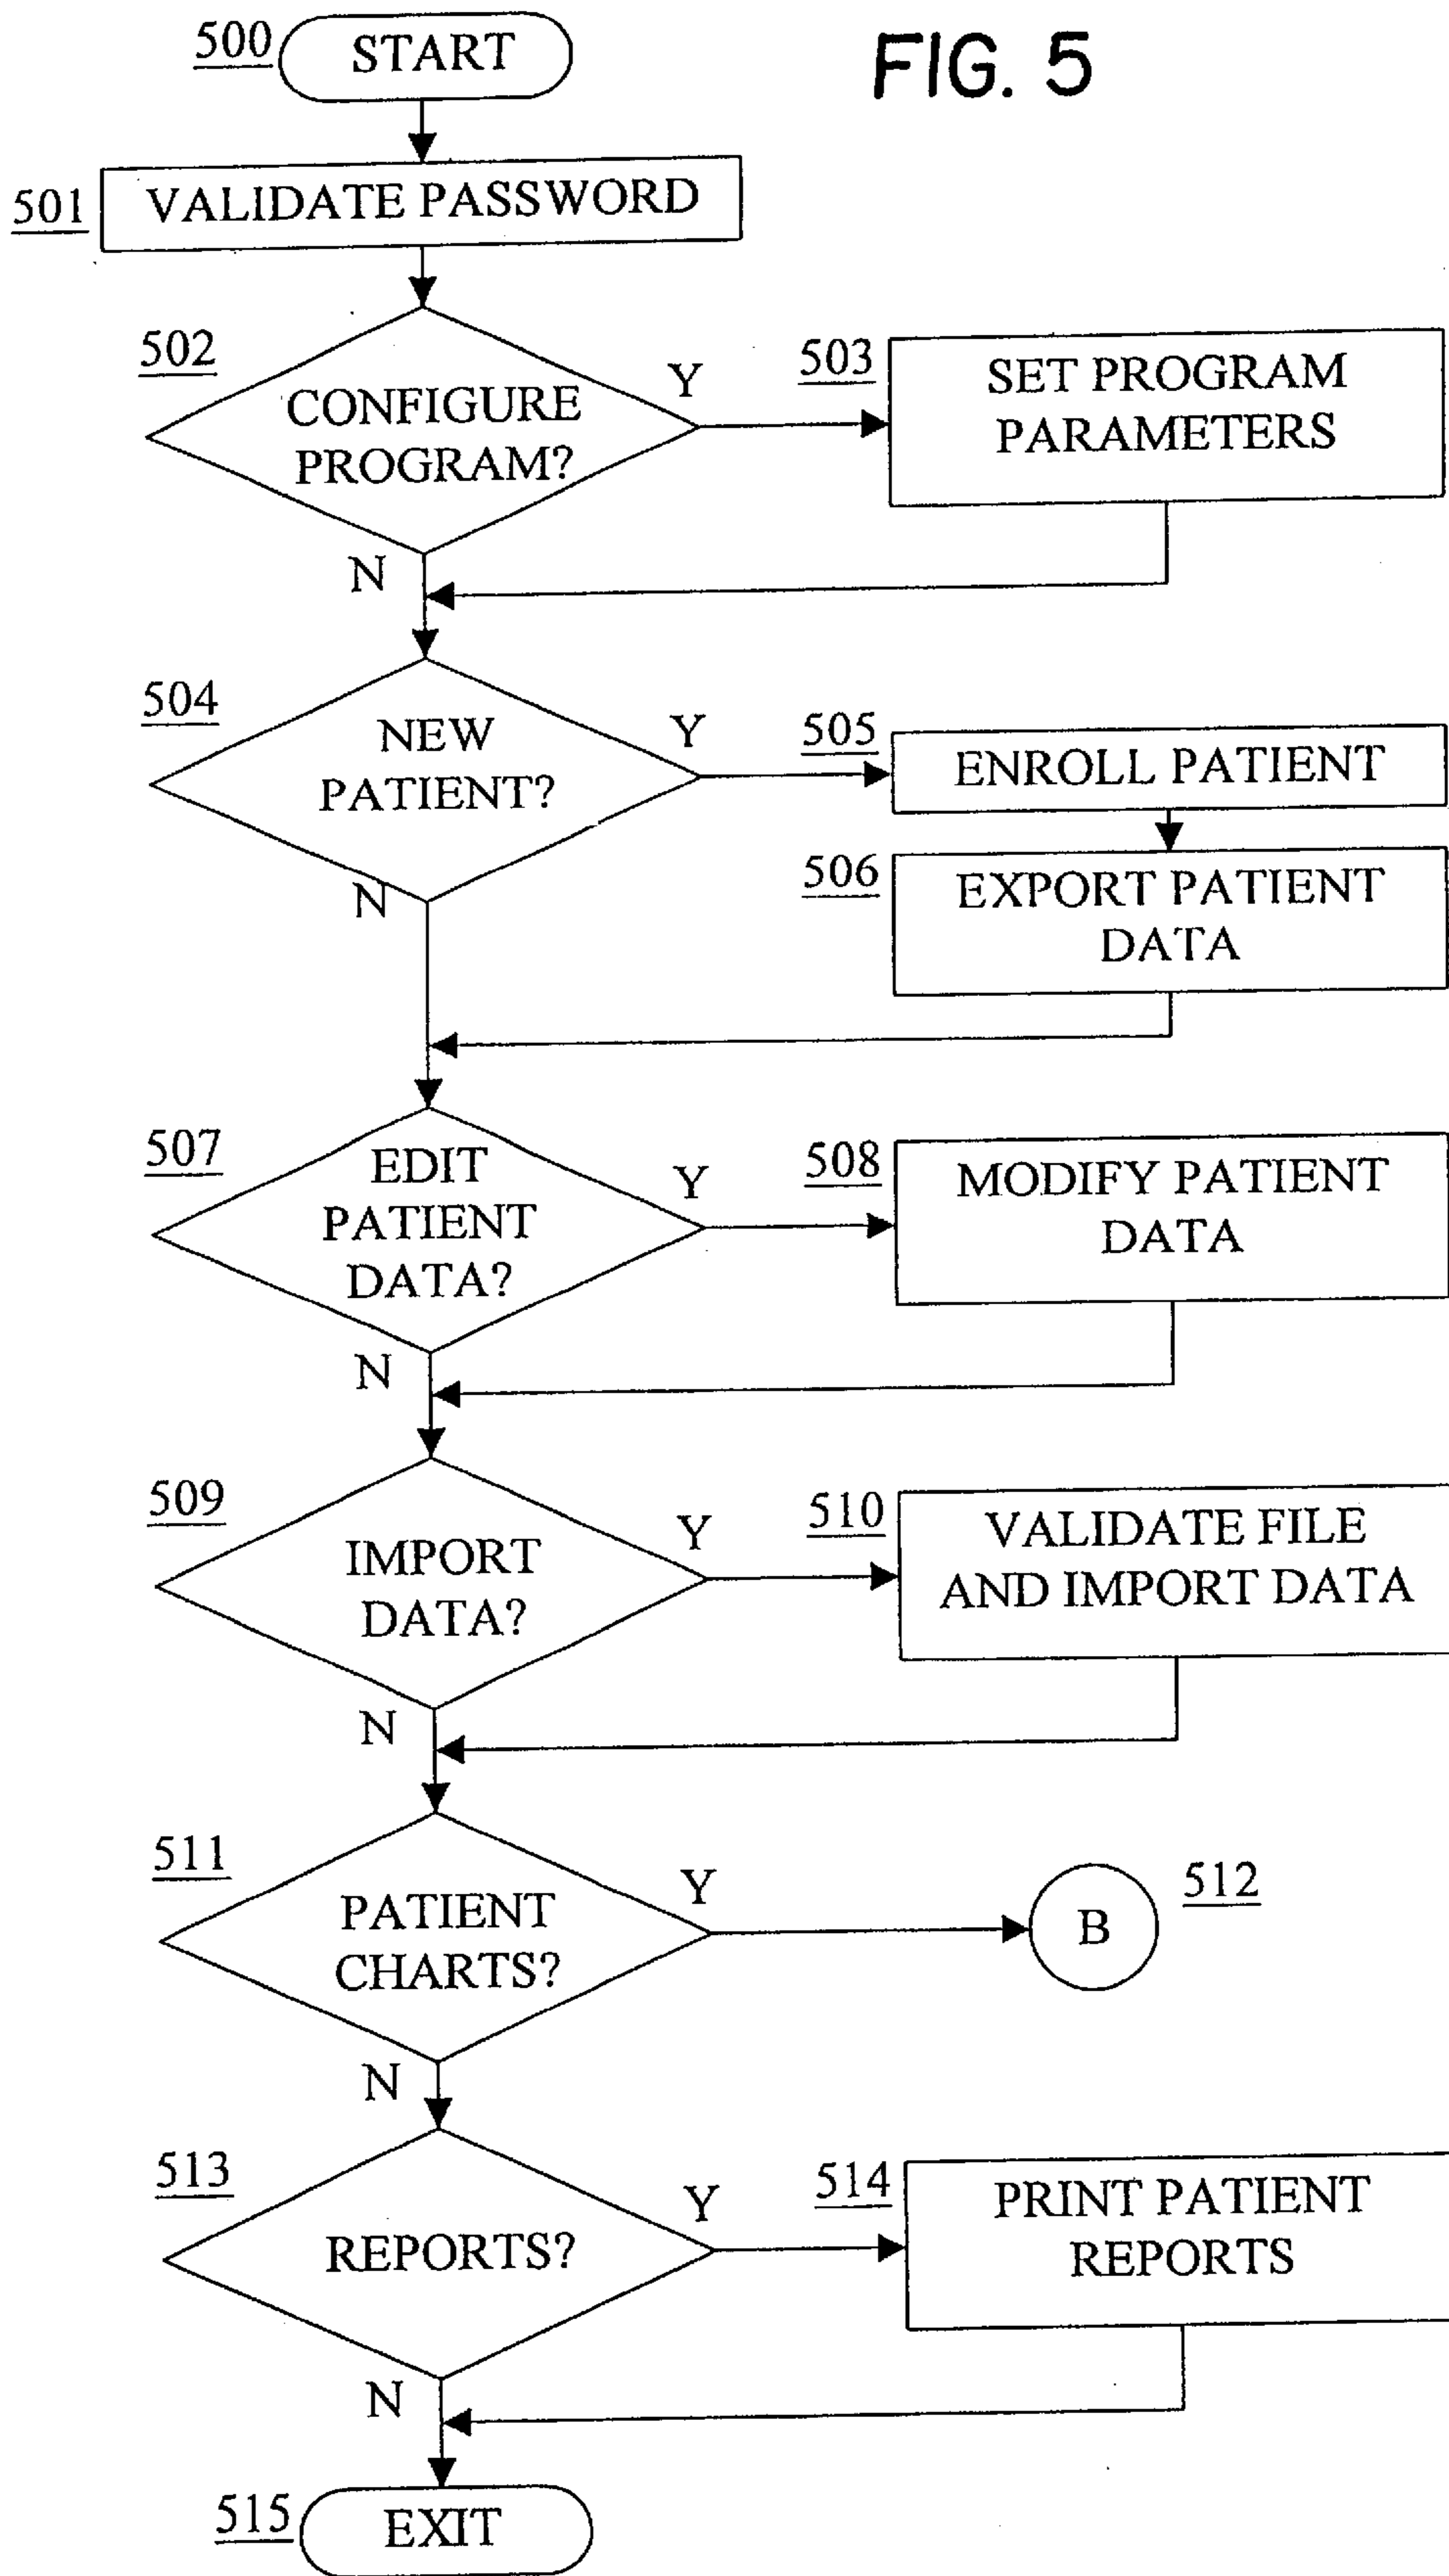 FIG. 5
500 START
501 VALIDATE PASSWORD
502
CONFIGURE
PROGRAM?
Y
N
503
SET PROGRAM
PARAMETERS
504
NEW
PATIENT?
Y
N
505
ENROLL PATIENT
506
EXPORT PATIENT
DATA
507
EDIT
PATIENT
DATA?
Y
N
508
MODIFY PATIENT
DATA
509
IMPORT
DATA?
Y
N
510
VALIDATE FILE
AND IMPORT DATA
511
PATIENT
CHARTS?
Y
N
B
512
513
REPORTS?
Y
N
514
PRINT PATIENT
REPORTS
515 EXIT